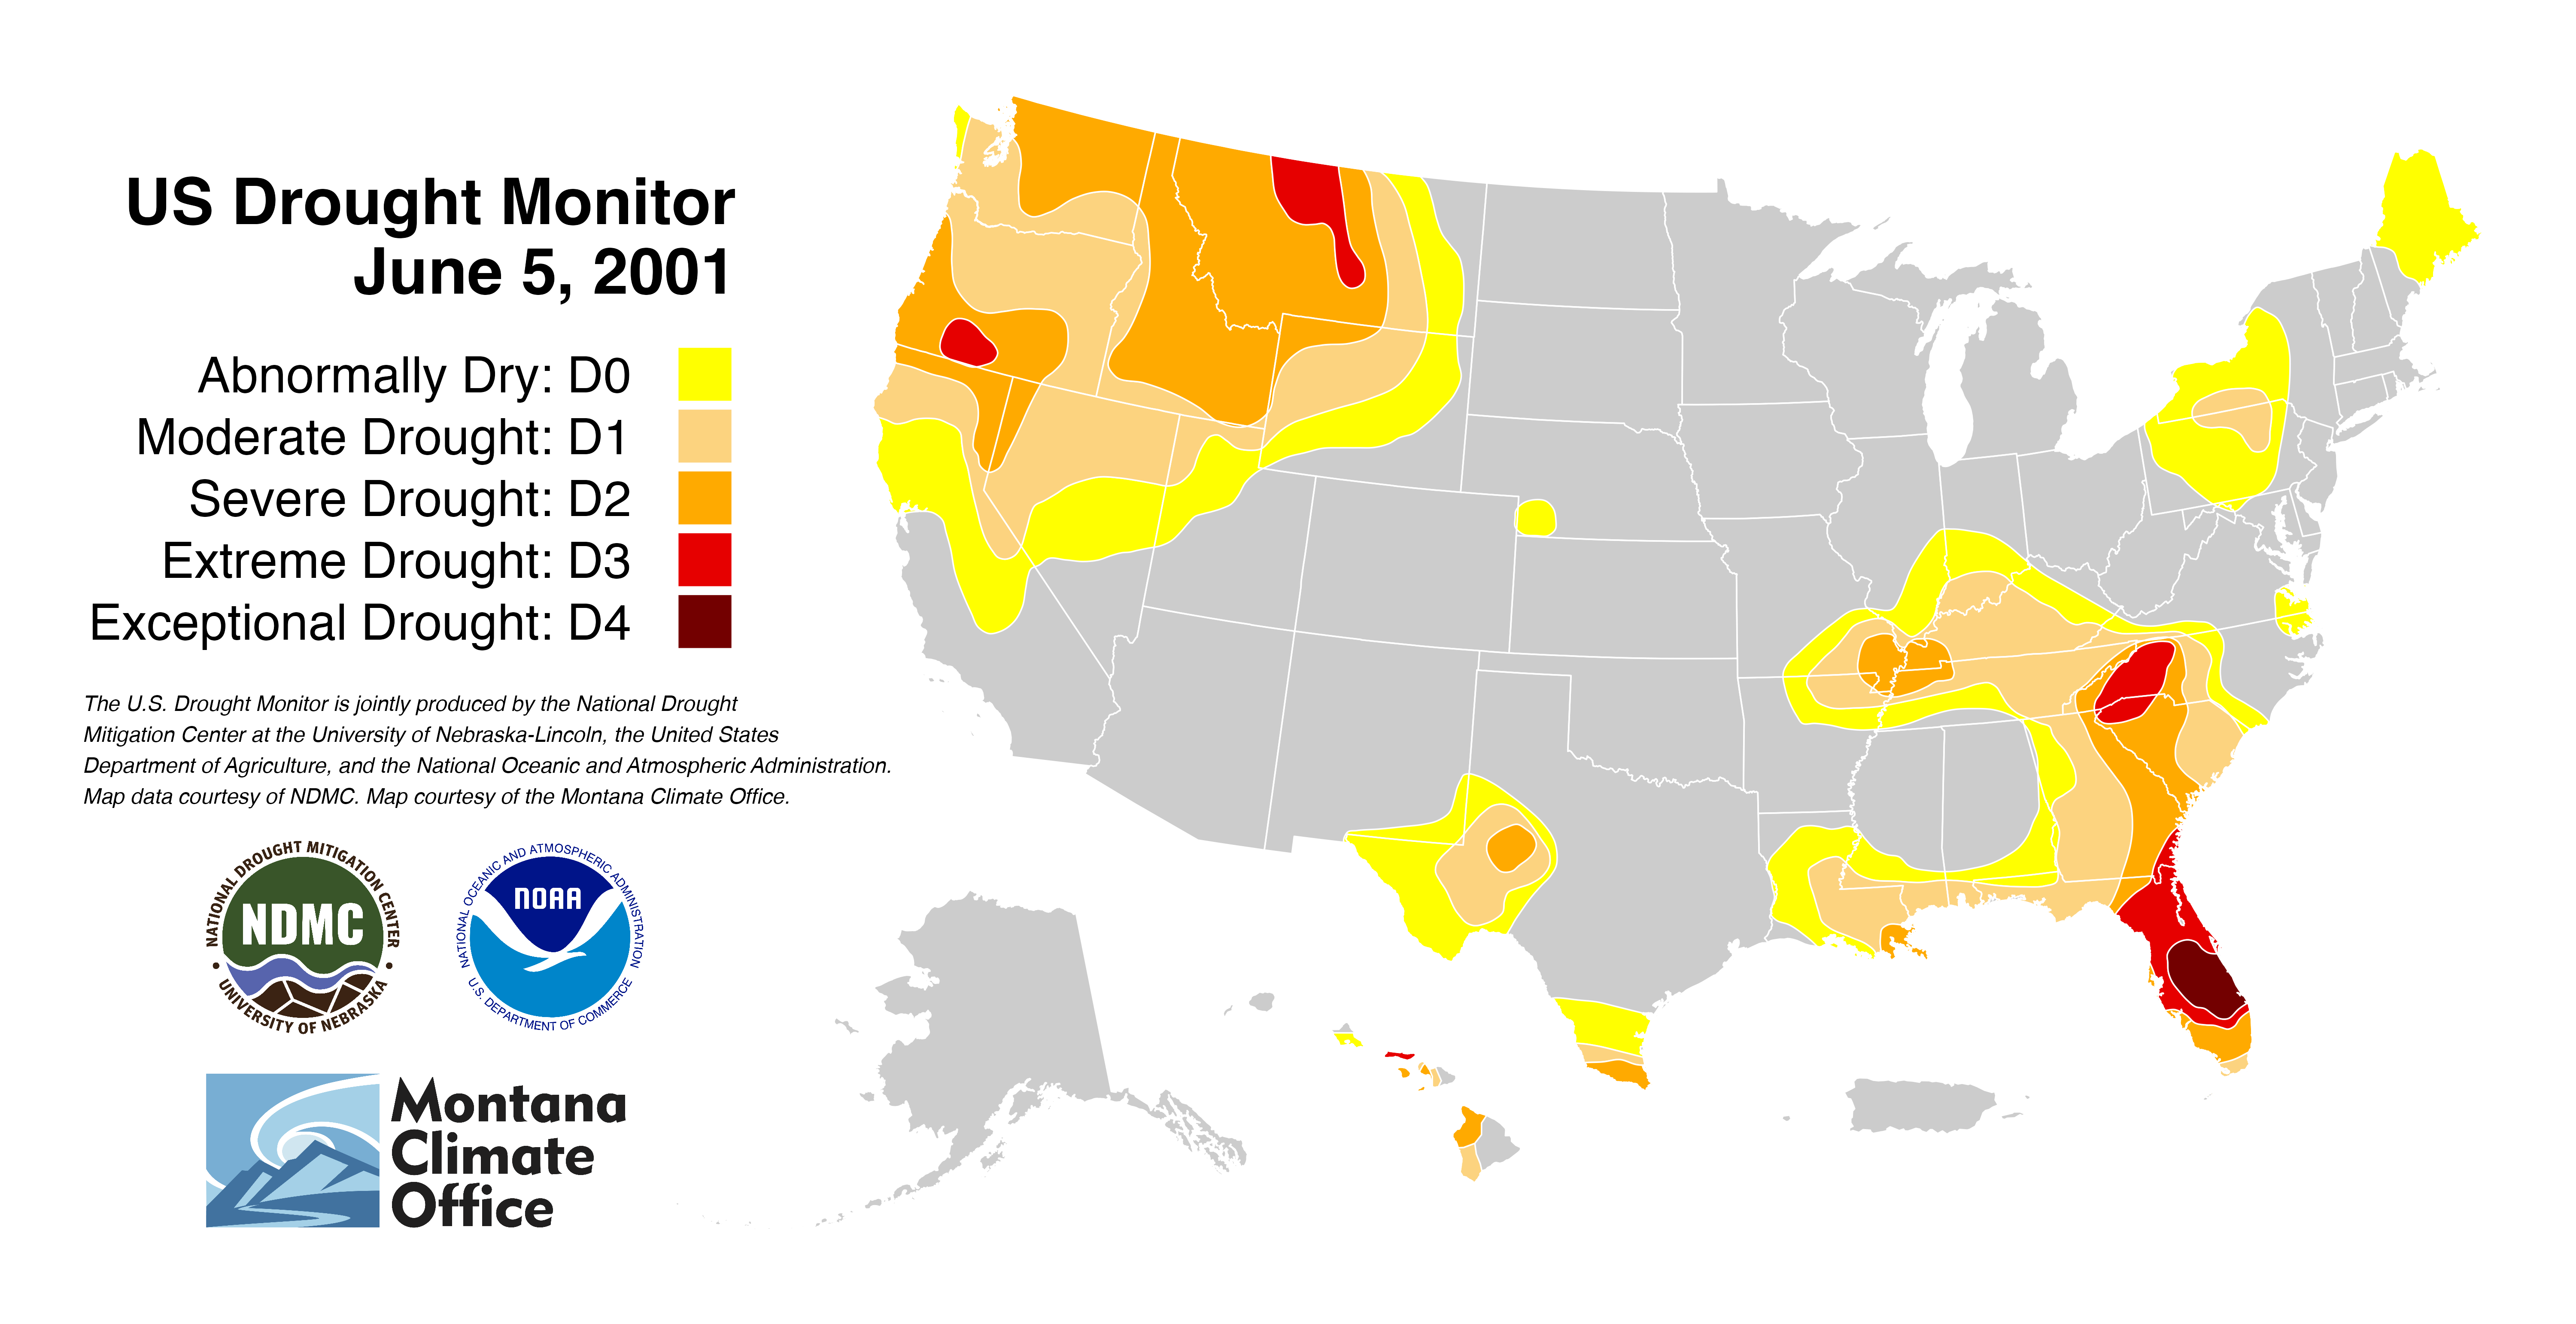 US Drought Monitor
June 5, 2001
Abnormally Dry: D0
Moderate Drought: D1
Severe Drought: D2
Extreme Drought: D3
Exceptional Drought: D4
The U.S. Drought Monitor is jointly produced by the National Drought
Mitigation Center at the University of Nebraska-Lincoln, the United States
Department of Agriculture, and the National Oceanic and Atmospheric Administration.
Map data courtesy of NDMC. Map courtesy of the Montana Climate Office.
NATIONAL DROUGHT MITIGATION CENTER
NDMC
• UNIVERSITY OF NEBRASKA •
NATIONAL OCEANIC AND ATMOSPHERIC ADMINISTRATION
NOAA
U.S. DEPARTMENT OF COMMERCE
Montana
Climate
Office